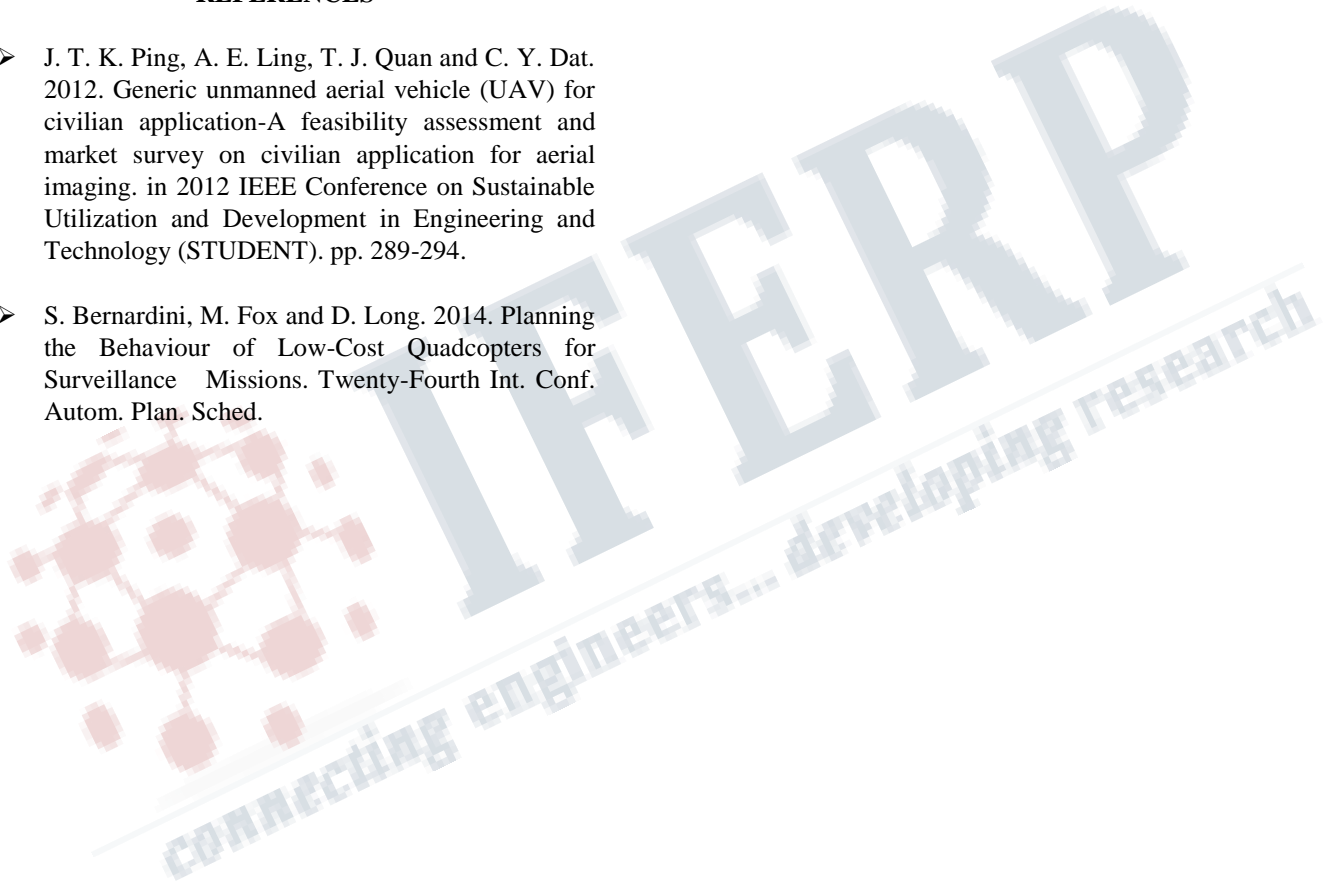 REFERENCES
➢ J. T. K. Ping, A. E. Ling, T. J. Quan and C. Y. Dat.
2012. Generic unmanned aerial vehicle (UAV) for
civilian application-A feasibility assessment and
market survey on civilian application for aerial
imaging. in 2012 IEEE Conference on Sustainable
Utilization and Development in Engineering and
Technology (STUDENT). pp. 289-294.
➢ S. Bernardini, M. Fox and D. Long. 2014. Planning
the Behaviour of Low-Cost Quadcopters for
Surveillance Missions. Twenty-Fourth Int. Conf.
Autom. Plan. Sched.
IFERP
connecting engineers... developing research